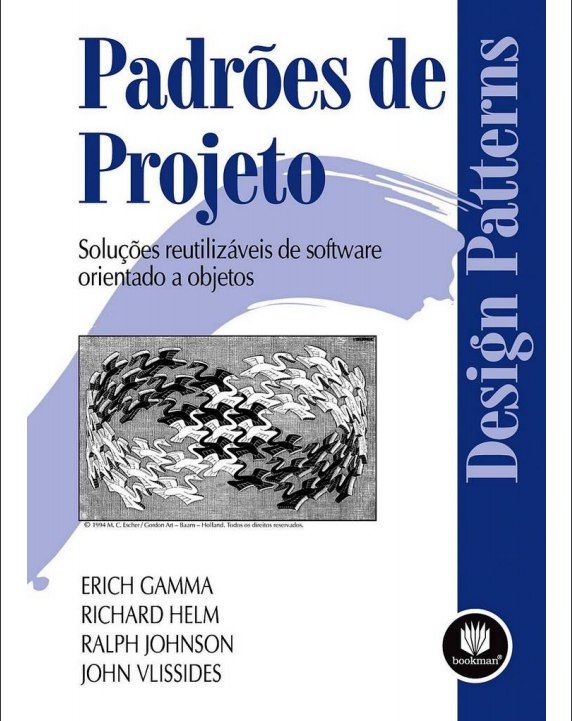 Padrões de
Projeto
Soluções reutilizáveis de software
orientado a objetos
© 1994 M. C. Escher / Gordon Art – Baarn – Holland. Todos os direitos reservados.
ERICH GAMMA
RICHARD HELM
RALPH JOHNSON
JOHN VLISSIDES
Design Patterns
bookman®